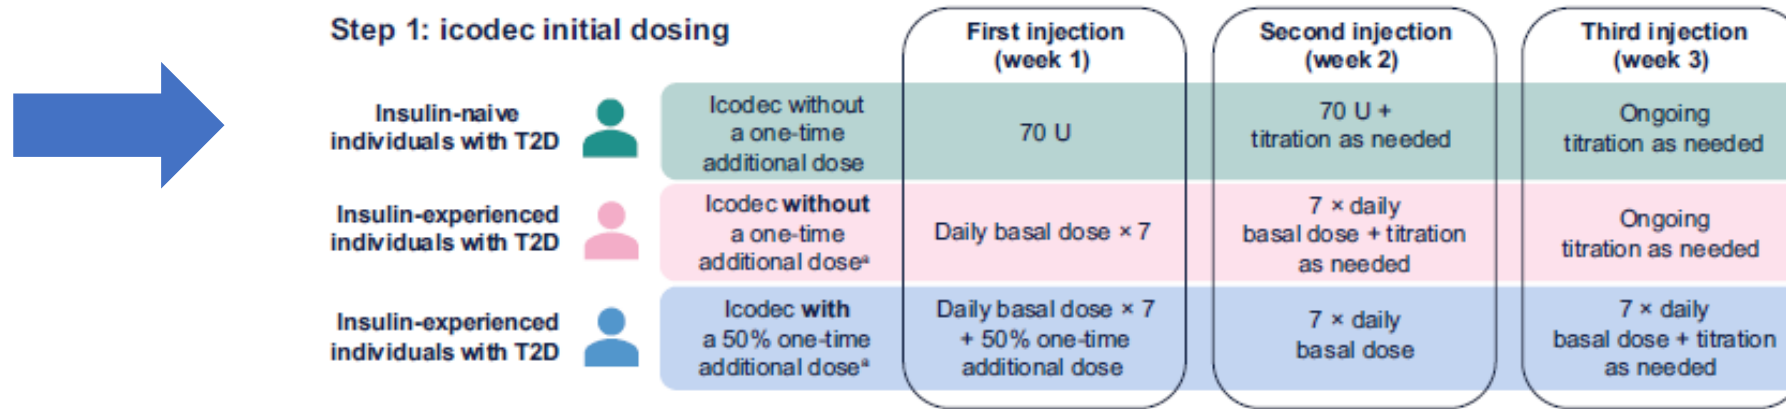 Step 1: icodec initial dosing
First injection
(week 1)
Second injection
(week 2)
Third injection
(week 3)
Insulin-naive
individuals with T2D
Icodec without
a one-time
additional dose
70 U
70 U +
titration as needed
Ongoing
titration as needed
Insulin-experienced
individuals with T2D
Icodec without
a one-time
additional doseᵃ
Daily basal dose × 7
7 × daily
basal dose + titration
as needed
Ongoing
titration as needed
Insulin-experienced
individuals with T2D
Icodec with
a 50% one-time
additional doseᵃ
Daily basal dose × 7
+ 50% one-time
additional dose
7 × daily
basal dose
7 × daily
basal dose + titration
as needed